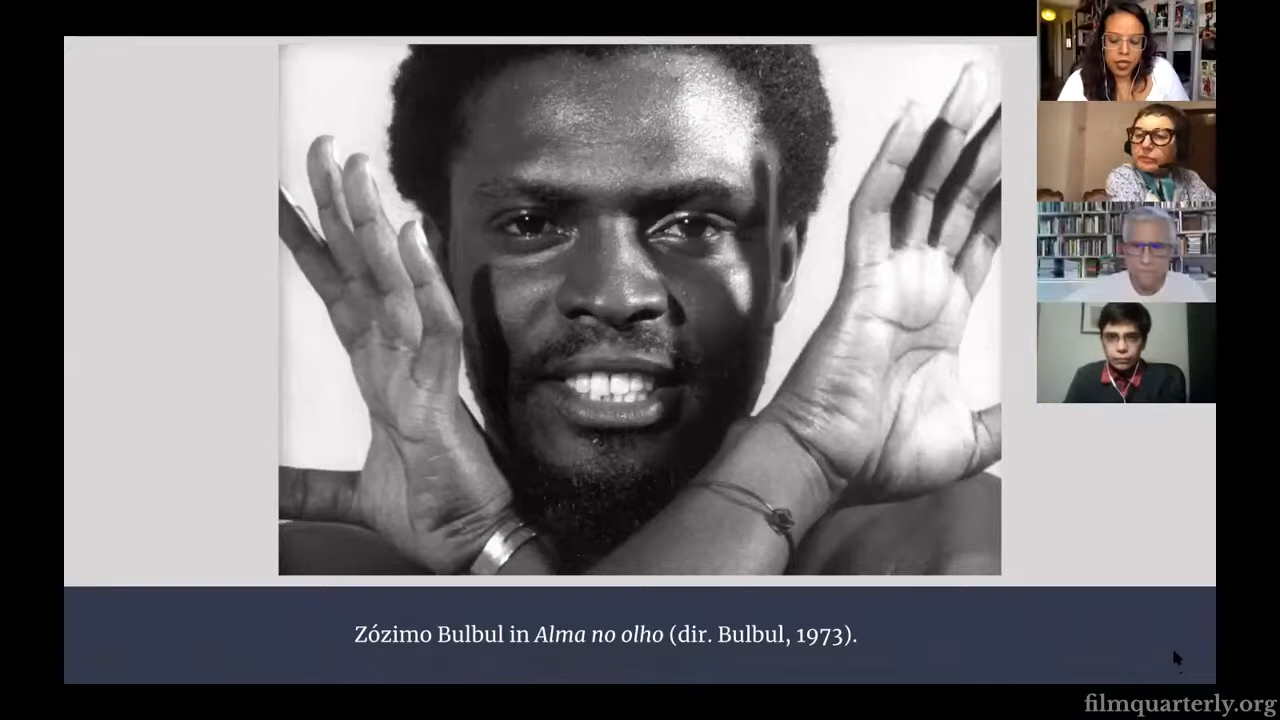 Zózimo Bulbul in Alma no olho (dir. Bulbul, 1973).
filmquarterly.org